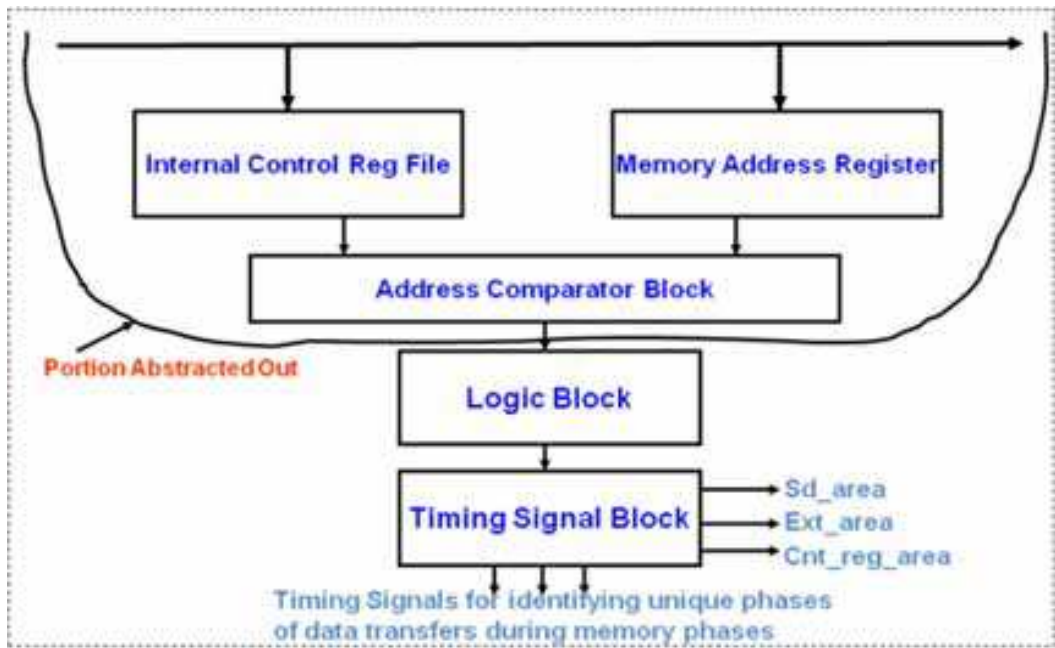 Internal Control Reg File
Memory Address Register
Address Comparator Block
Portion Abstracted Out
Logic Block
Timing Signal Block
Sd_area
Ext_area
Cnt_reg_area
Timing Signals for identifying unique phases
of data transfers during memory phases